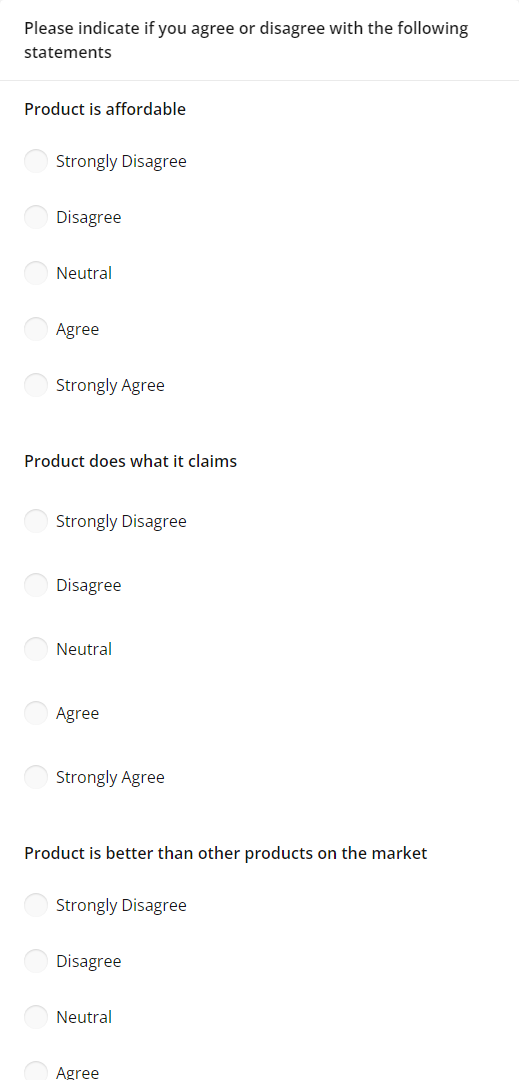 Please indicate if you agree or disagree with the following
statements
Product is affordable
Strongly Disagree
Disagree
Neutral
Agree
Strongly Agree
Product does what it claims
Strongly Disagree
Disagree
Neutral
Agree
Strongly Agree
Product is better than other products on the market
Strongly Disagree
Disagree
Neutral
Agree